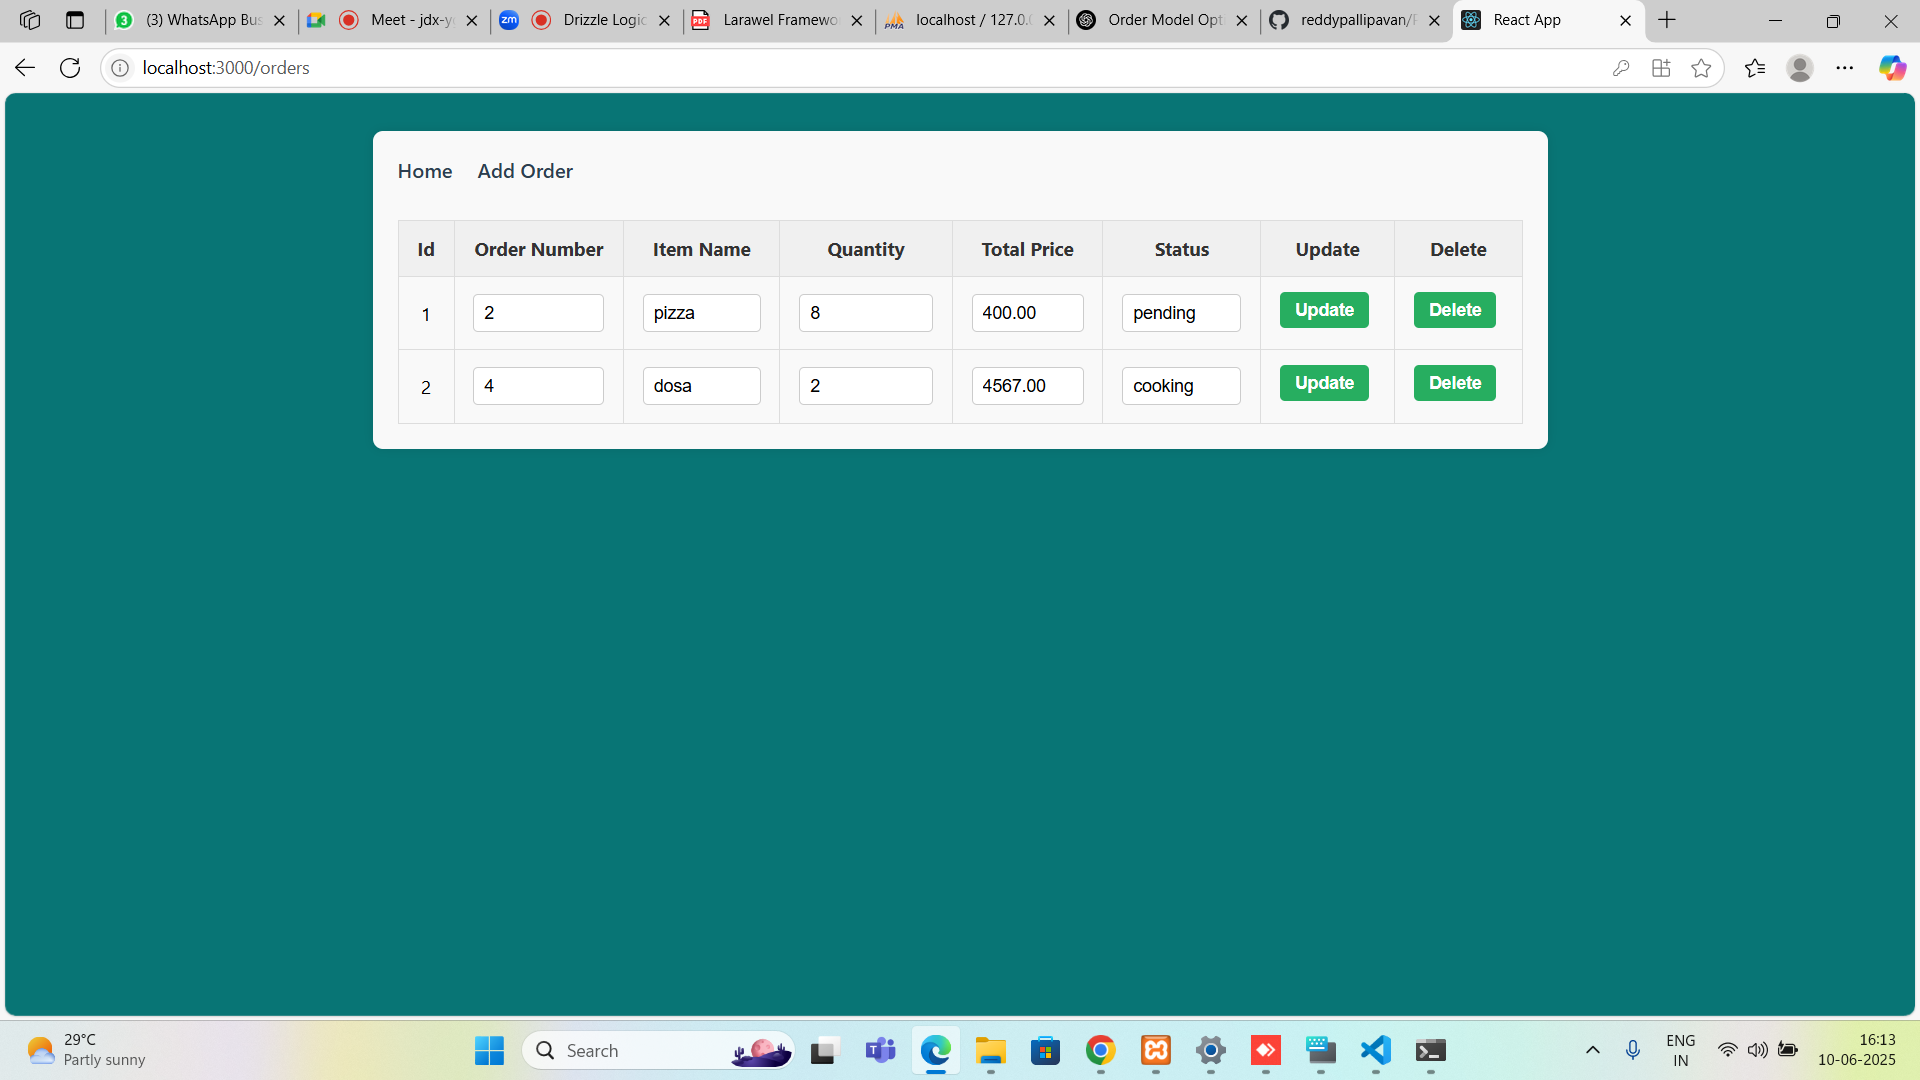 (3) WhatsApp Bus
Meet - jdx-y
Drizzle Logic
Larawel Framewo
localhost / 127.0.0
Order Model Opt
reddypallipavan/
React App
localhost:3000/orders
Home Add Order
Id Order Number Item Name Quantity Total Price Status Update Delete
1 2 pizza 8 400.00 pending Update Delete
2 4 dosa 2 4567.00 cooking Update Delete
29°C
Partly sunny
Search
ENG
IN
16:13
10-06-2025